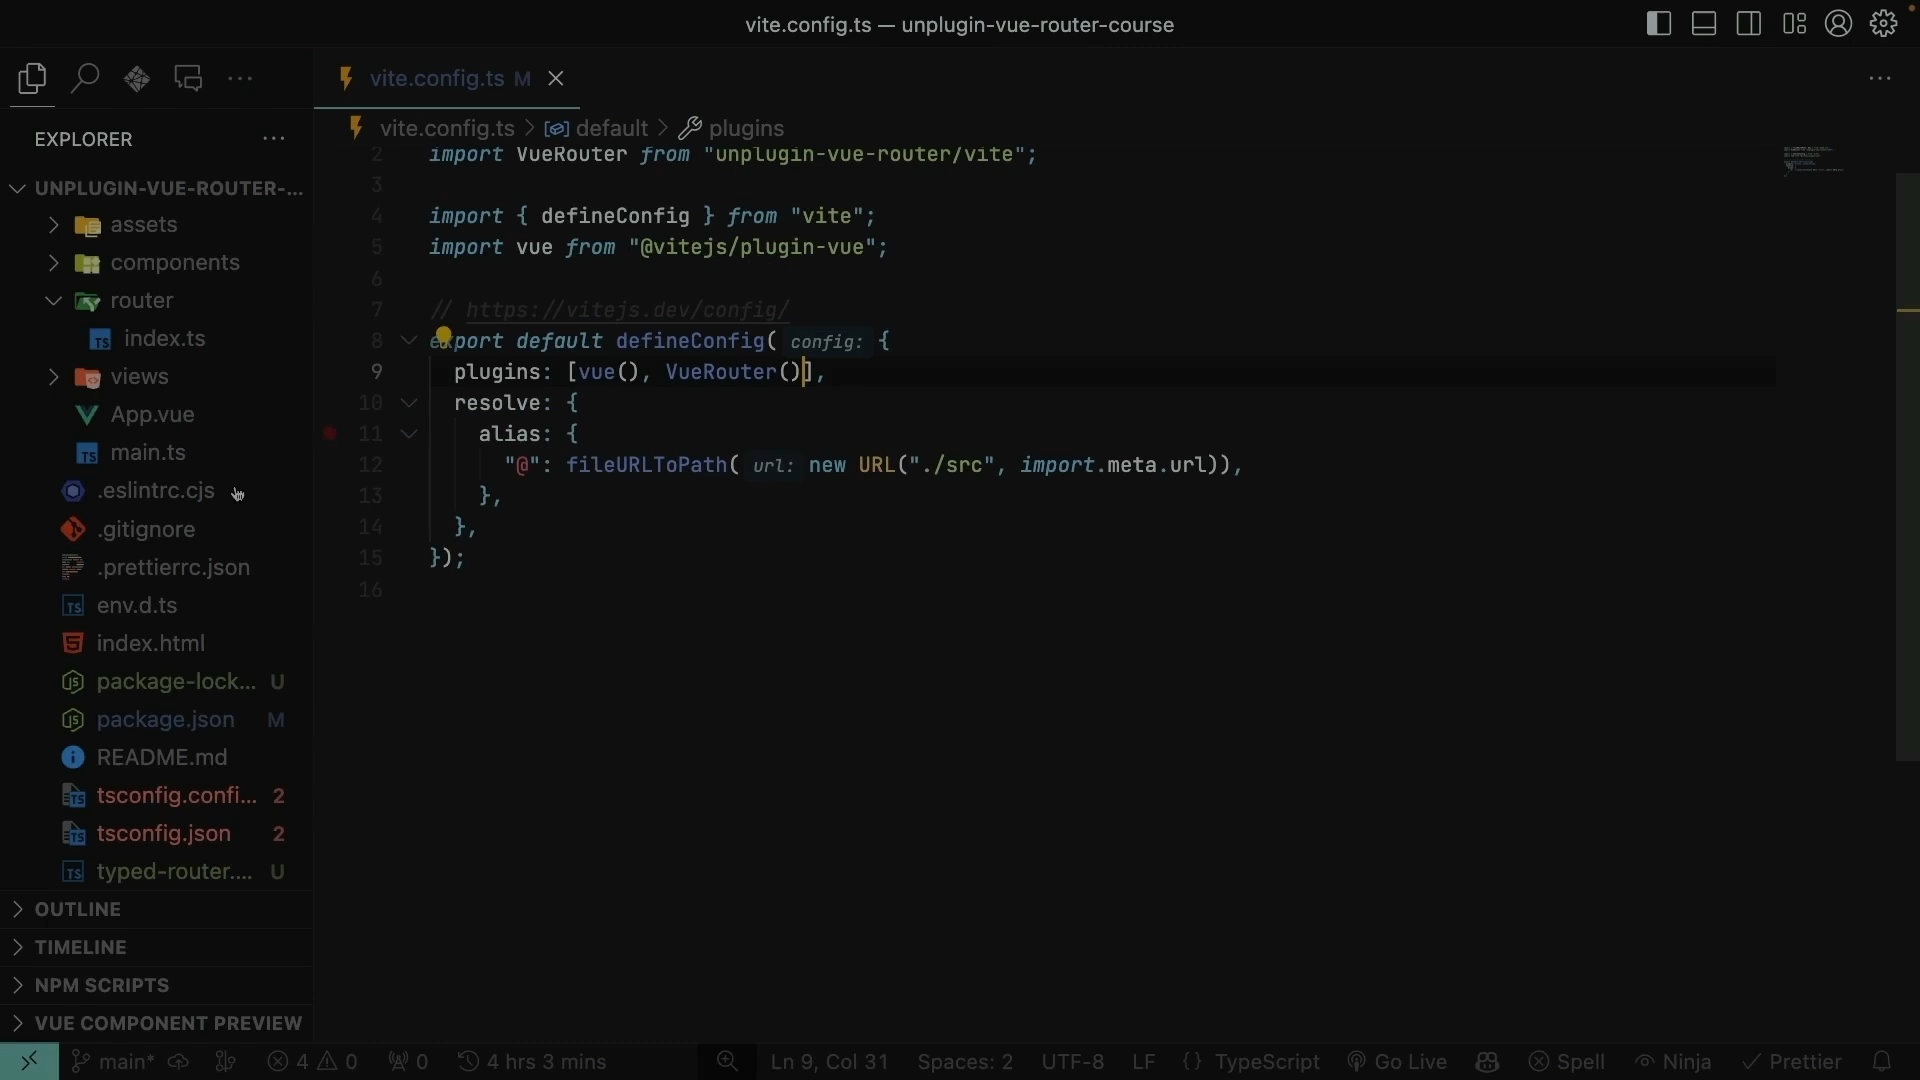 vite.config.ts — unplugin-vue-router-course
vite.config.ts M
EXPLORER
vite.config.ts > default > plugins
UNPLUGIN-VUE-ROUTER-...
assets
components
router
index.ts
views
App.vue
main.ts
.eslintrc.cjs
.gitignore
.prettierrc.json
env.d.ts
index.html
package-lock... U
package.json M
README.md
tsconfig.confi... 2
tsconfig.json 2
typed-router.... U
OUTLINE
TIMELINE
NPM SCRIPTS
VUE COMPONENT PREVIEW
2 import VueRouter from "unplugin-vue-router/vite";
3
4 import { defineConfig } from "vite";
5 import vue from "@vitejs/plugin-vue";
6
7 // https://vitejs.dev/config/
8 export default defineConfig( config: {
9 plugins: [vue(), VueRouter()],
10 resolve: {
11 alias: {
12 "@": fileURLToPath( url: new URL("./src", import.meta.url)),
13 },
14 },
15 });
16
main* 4 0 0 4 hrs 3 mins Ln 9, Col 31 Spaces: 2 UTF-8 LF {} TypeScript Go Live Spell Ninja Prettier